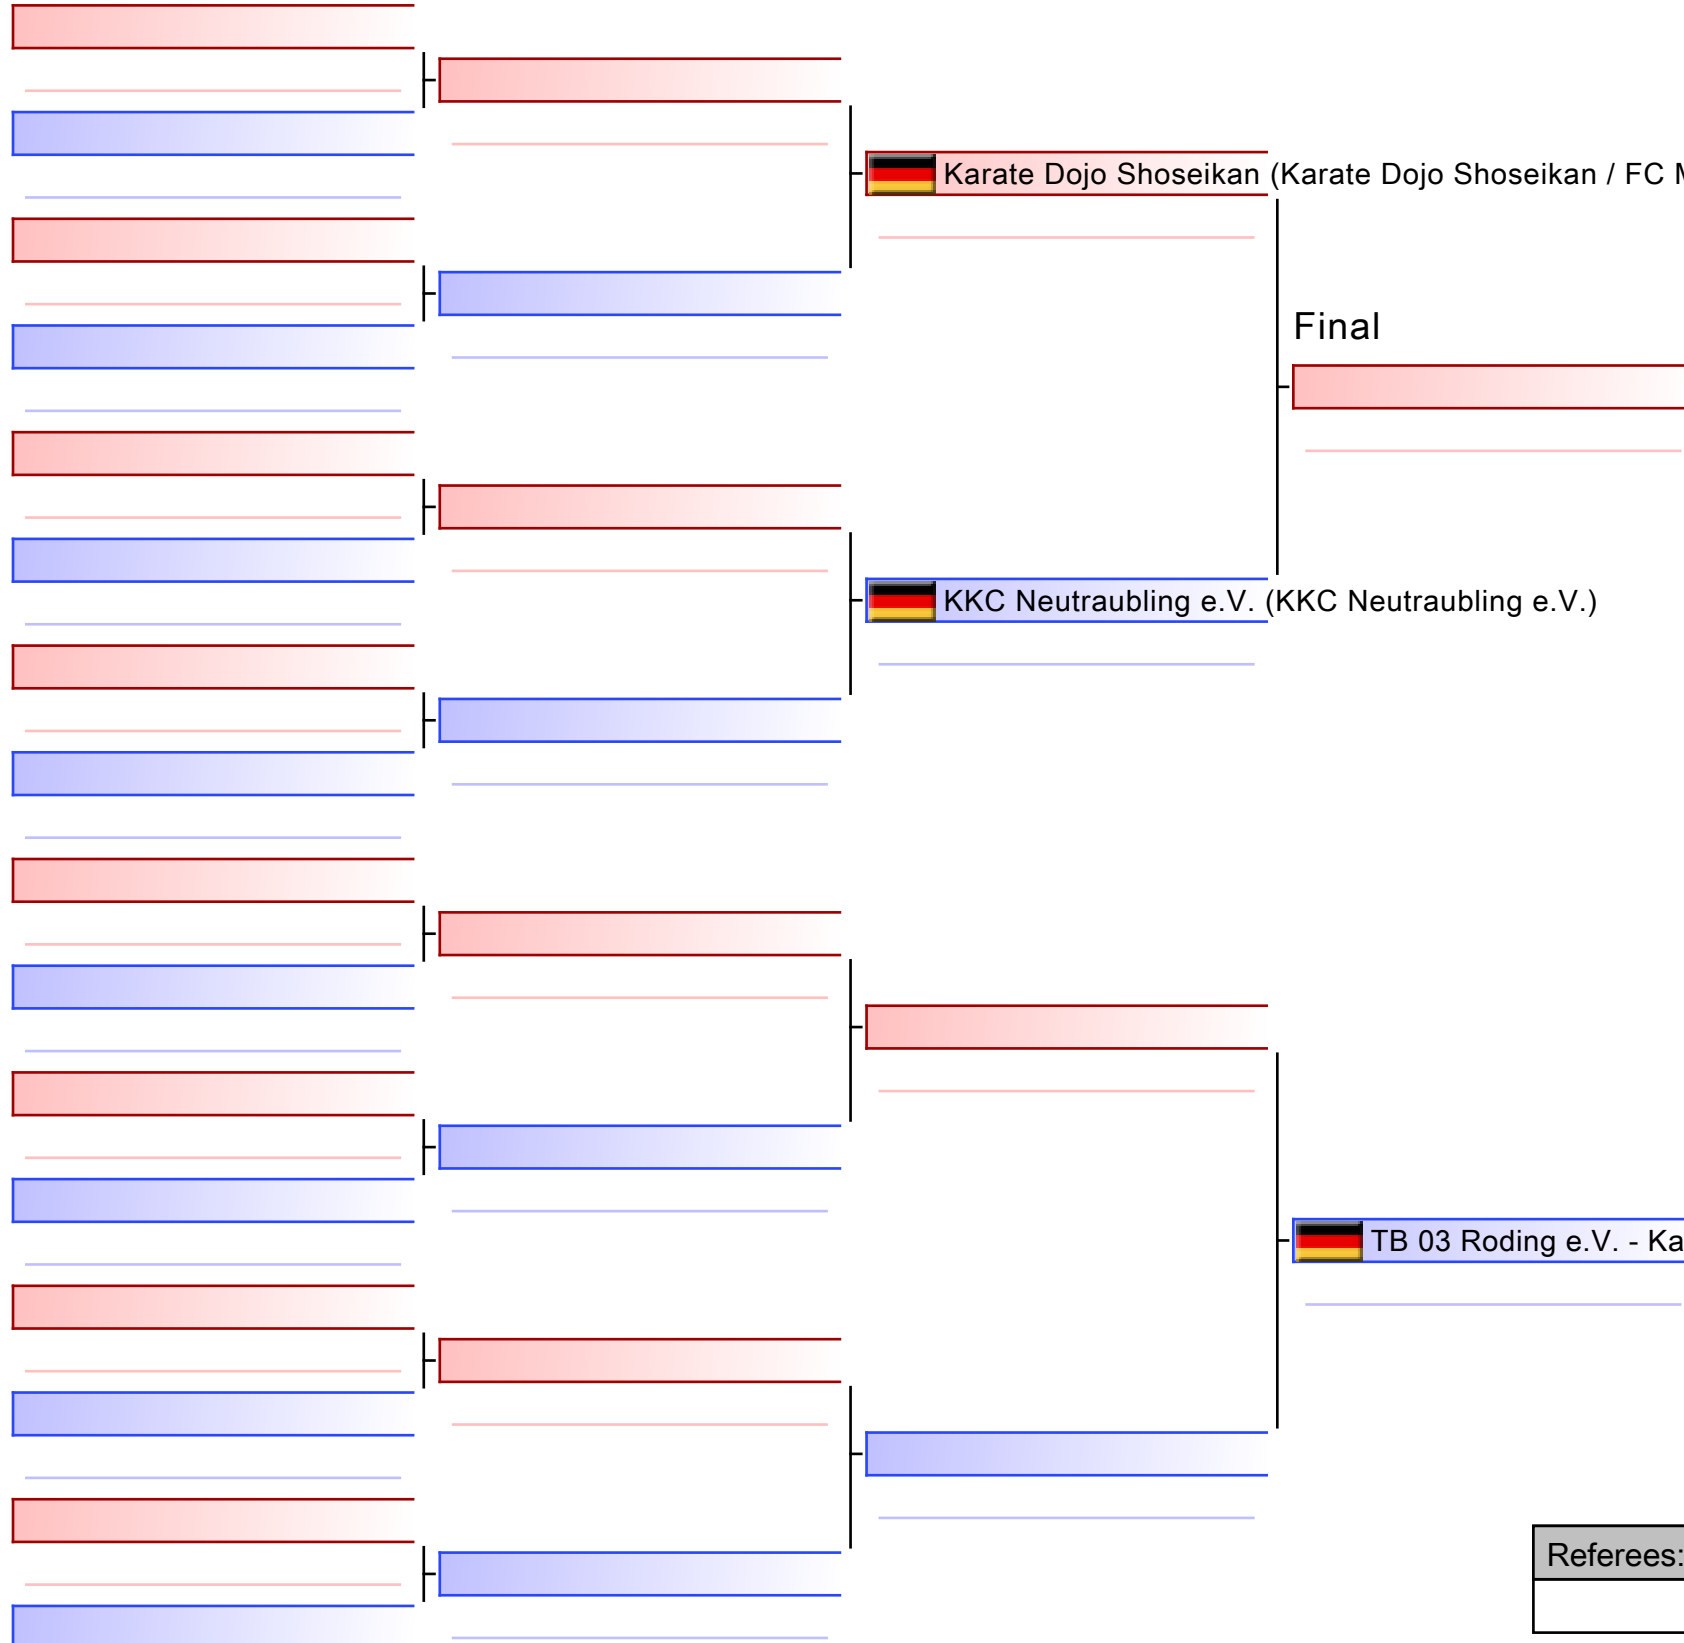 Karate Dojo Shoseikan (Karate Dojo Shoseikan / FC
Final
KKC Neutraubling e.V. (KKC Neutraubling e.V.)
TB 03 Roding e.V. - Ka
Referees: